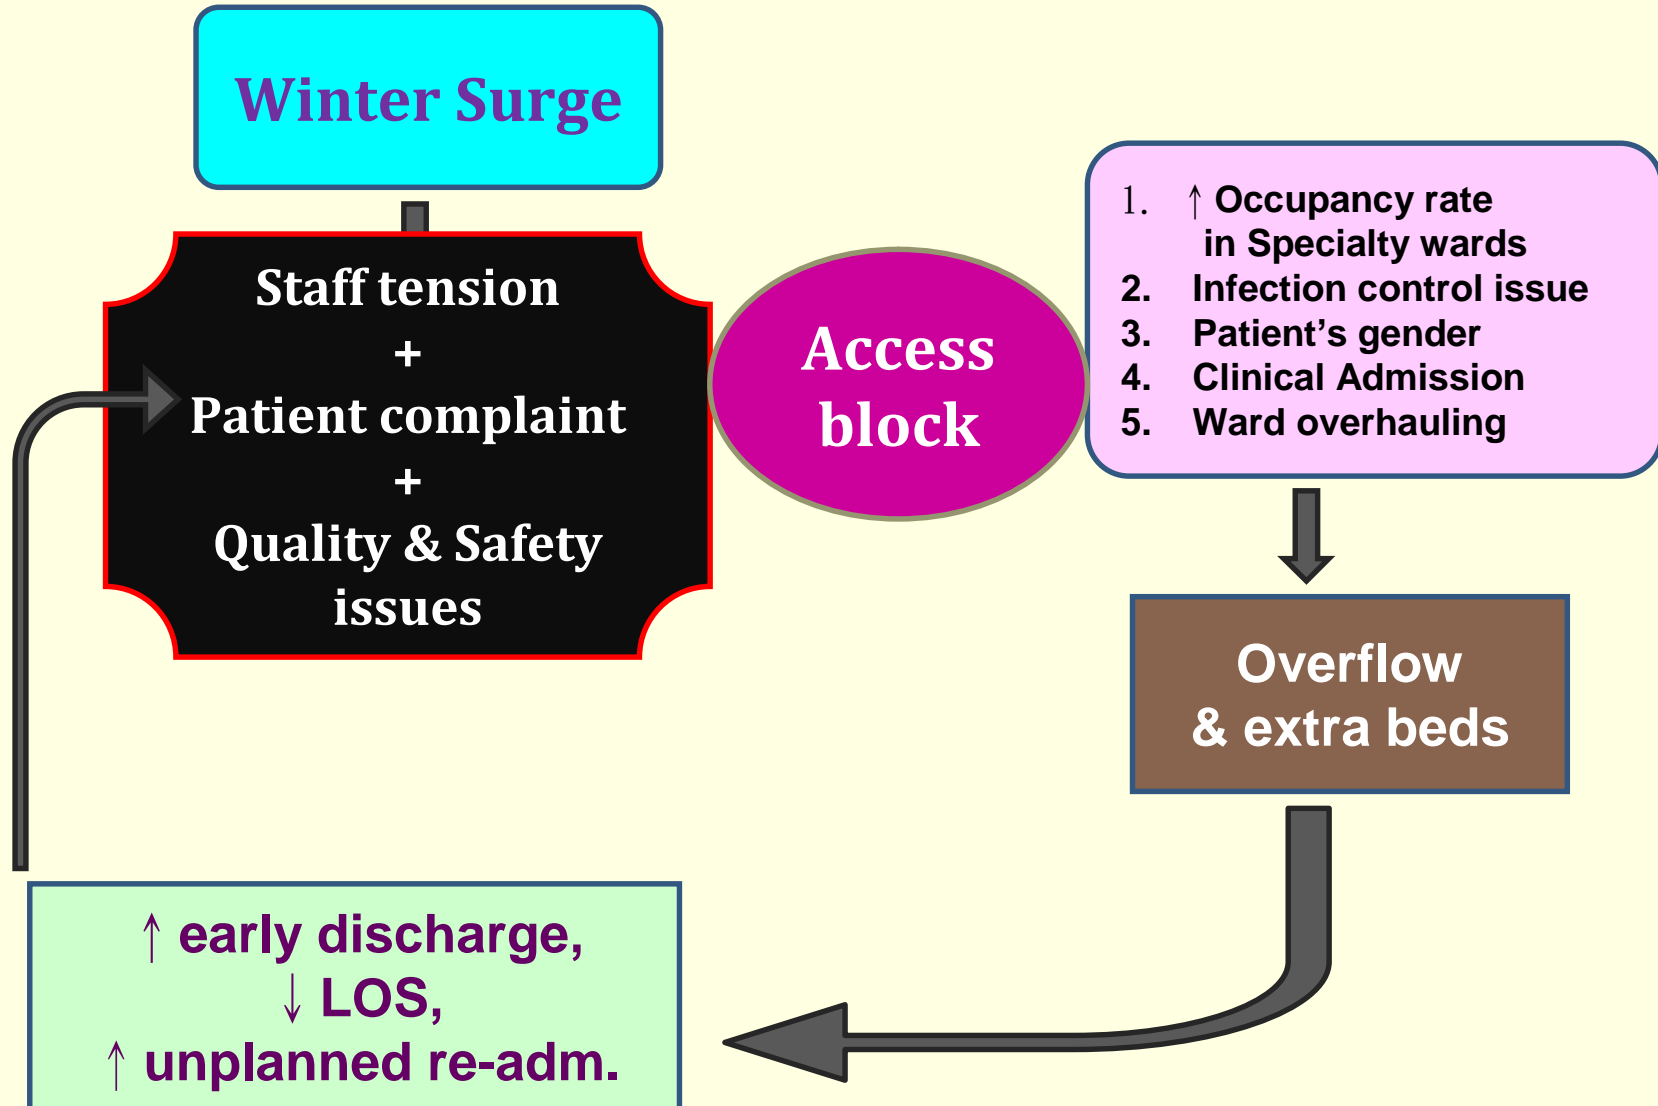 Winter Surge
Staff tension
+
Patient complaint
+
Quality & Safety
issues
Access
block
1. ↑ Occupancy rate
in Specialty wards
2. Infection control issue
3. Patient’s gender
4. Clinical Admission
5. Ward overhauling
Overflow
& extra beds
↑ early discharge,
↓ LOS,
↑ unplanned re-adm.